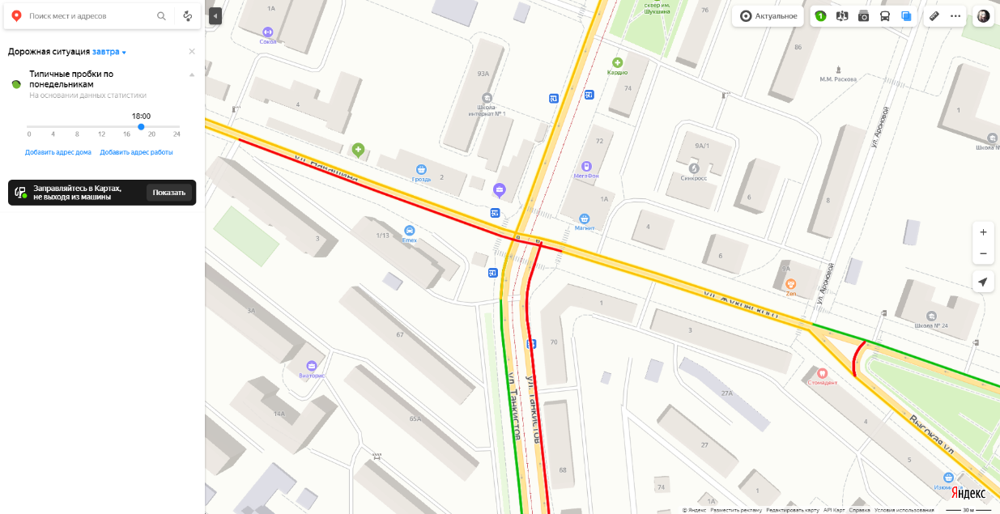 Поиск мест и адресов
Дорожная ситуация завтра
Типичные пробки по
понедельникам
На основании данных статистики
18:00
0 4 8 12 16 20 24
Добавить адрес дома Добавить адрес работы
Заправляйтесь в Картах,
не выходя из машины
Показать
Актуальное
1
1А
Сокол
сквер им.
Шукшина
76
86
Кардио
М.М. Раскова
93А
74
4
Школа-
интернат № 1
1
ул. Ароновой
Школа №
72
9А/1
МегаФон
Синкросс
ул. Накашина
Гроздь
2
1А
6
8
Магнит
4
3
1/13
Emex
6
9А
Zen
ул. Ароновой
ул. Жуковского
1
3А
Школа № 24
67
3
70
Викторис
Стомадент
ул. Танкистов
ул. Танкистов
27А
14А
65А
4
Высокая ул.
27
5
68
Изюм
74
1А
1
Яндекс
© Яндекс Разместить рекламу Редактировать карту API Карт Справка Условия использования 30 м